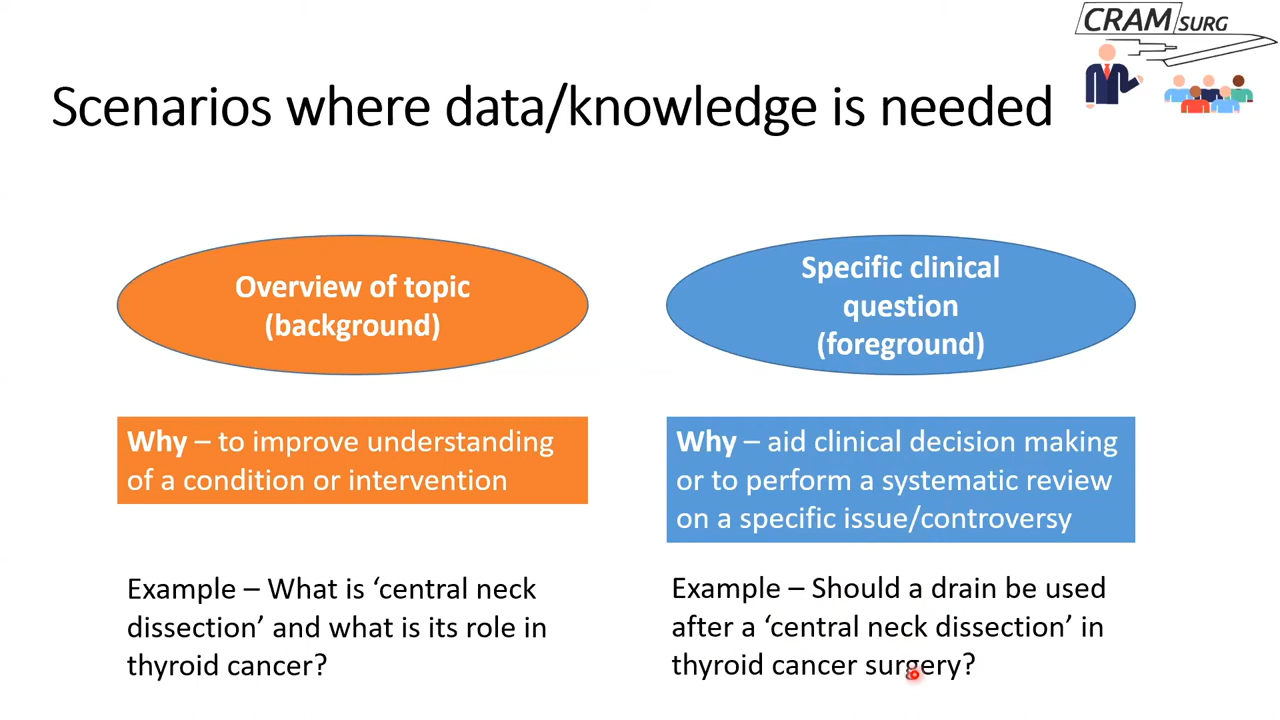 CRAM SURG
Scenarios where data/knowledge is needed
Overview of topic
(background)
Specific clinical
question
(foreground)
Why – to improve understanding
of a condition or intervention
Why – aid clinical decision making
or to perform a systematic review
on a specific issue/controversy
Example – What is ‘central neck
dissection’ and what is its role in
thyroid cancer?
Example – Should a drain be used
after a ‘central neck dissection’ in
thyroid cancer surgery?